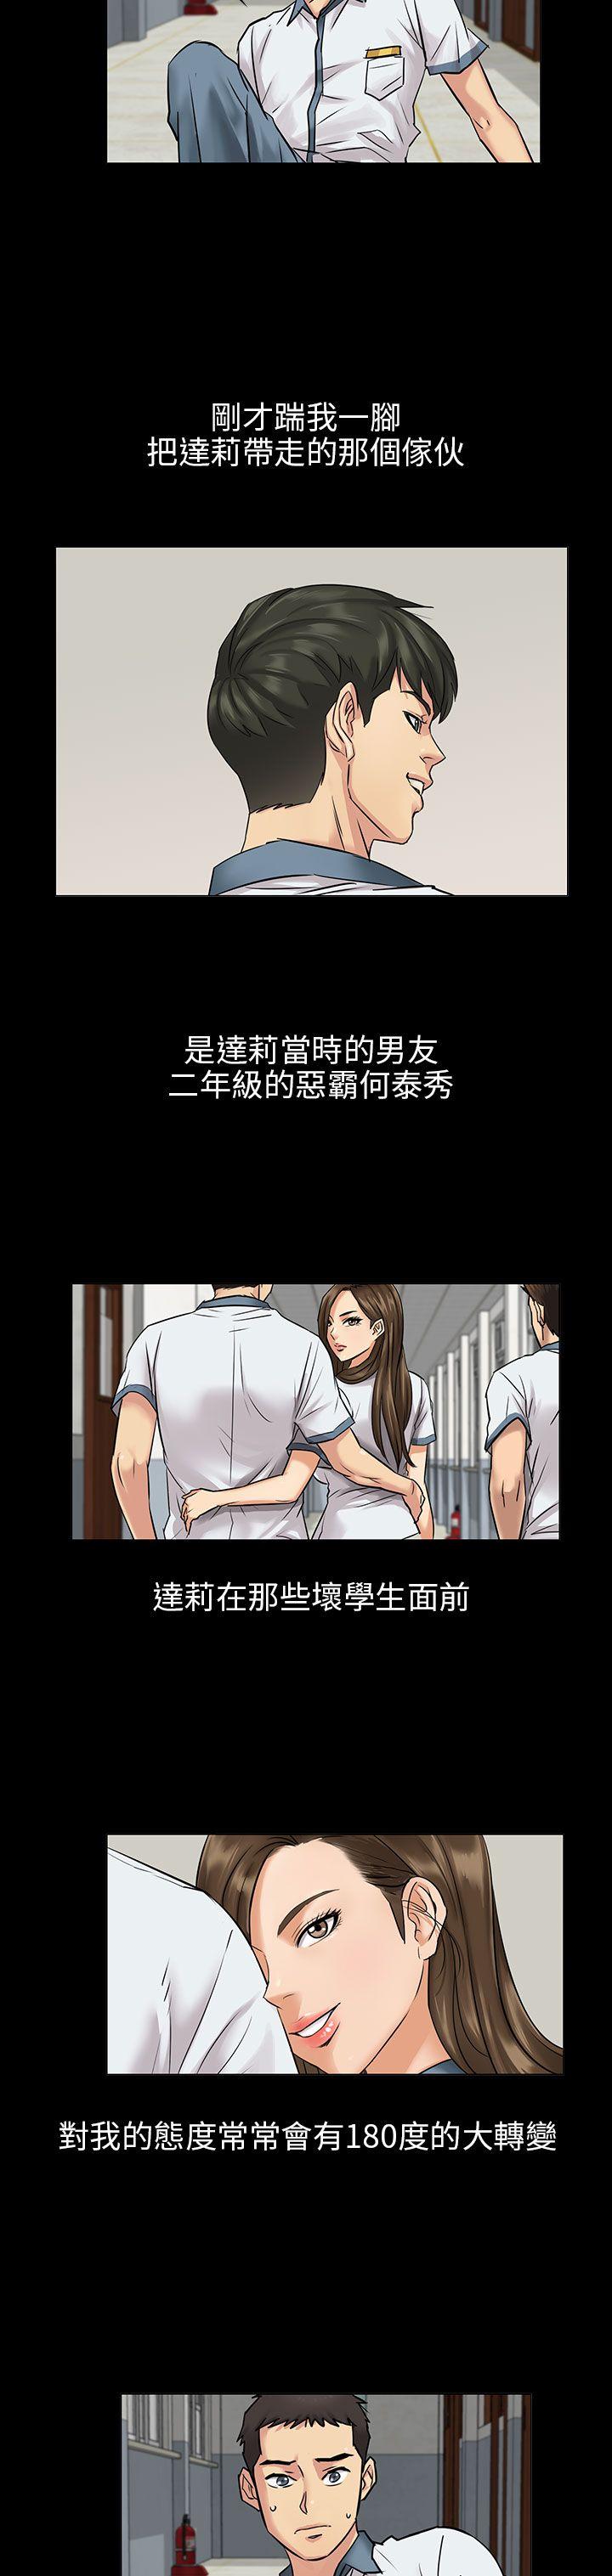 剛才踹我一腳
把達莉帶走的那個傢伙
是達莉當時的男友
二年級的惡霸何泰秀
達莉在那些壞學生面前
對我的態度常常會有180度的大轉變